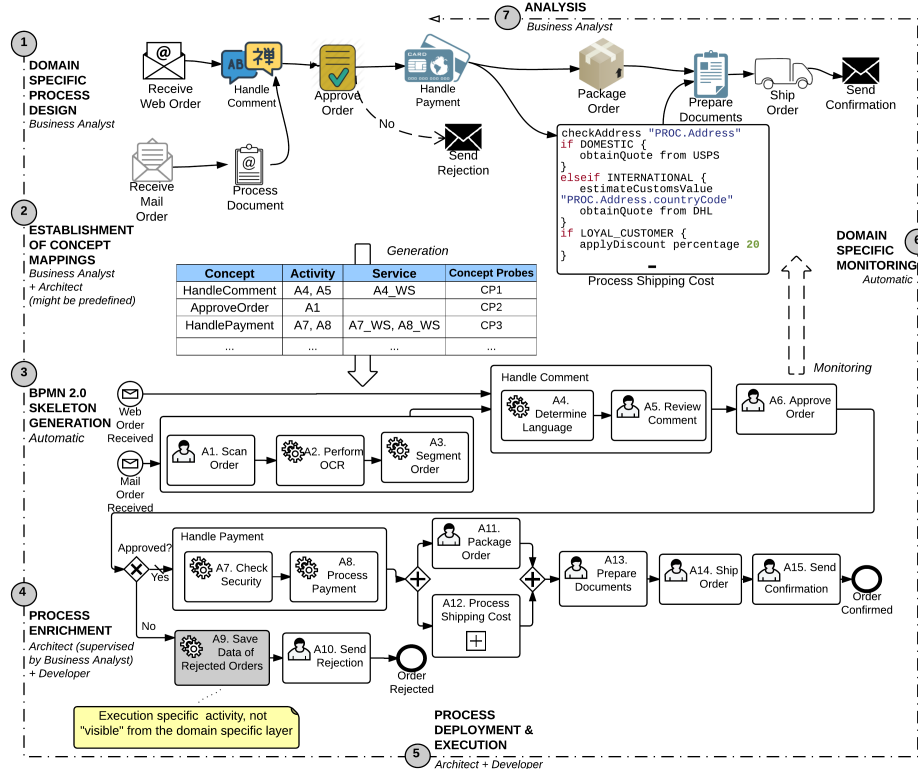 7
ANALYSIS
Business Analyst
1
DOMAIN
SPECIFIC
PROCESS
DESIGN
Business Analyst
@
Receive
Web Order
AB
禅
Handle
Comment
Approve
Order
No
CARD
Handle
Payment
Package
Order
Prepare
Documents
Ship
Order
Send
Confirmation
Receive
Mail
Order
@
Process
Document
Send
Rejection
checkAddress "PROC.Address"
if DOMESTIC {
obtainQuote from USPS
}
elseif INTERNATIONAL {
estimateCustomsValue
"PROC.Address.countryCode"
obtainQuote from DHL
}
if LOYAL_CUSTOMER {
applyDiscount percentage 20
}
Process Shipping Cost
2
ESTABLISHMENT
OF CONCEPT
MAPPINGS
Business Analyst
+ Architect
(might be predefined)
Generation
Concept Activity Service Concept Probes
HandleComment A4, A5 A4_WS CP1
ApproveOrder A1 CP2
HandlePayment A7, A8 A7_WS, A8_WS CP3
... ... ... ...
6
DOMAIN
SPECIFIC
MONITORING
Automatic
Monitoring
3
BPMN 2.0
SKELETON
GENERATION
Automatic
Web
Order
Received
Mail
Order
Received
A1. Scan
Order
A2. Perform
OCR
A3.
Segment
Order
Handle Comment
A4.
Determine
Language
A5. Review
Comment
A6. Approve
Order
Approved?
Yes
No
Handle Payment
A7. Check
Security
A8.
Process
Payment
A11.
Package
Order
A12. Process
Shipping Cost
A13.
Prepare
Documents
A14. Ship
Order
A15. Send
Confirmation
Order
Confirmed
4
PROCESS
ENRICHMENT
Architect (supervised
by Business Analyst)
+ Developer
A9. Save
Data of
Rejected Orders
A10. Send
Rejection
Order
Rejected
Execution specific activity, not
"visible" from the domain specific layer
5
PROCESS
DEPLOYMENT &
EXECUTION
Architect + Developer